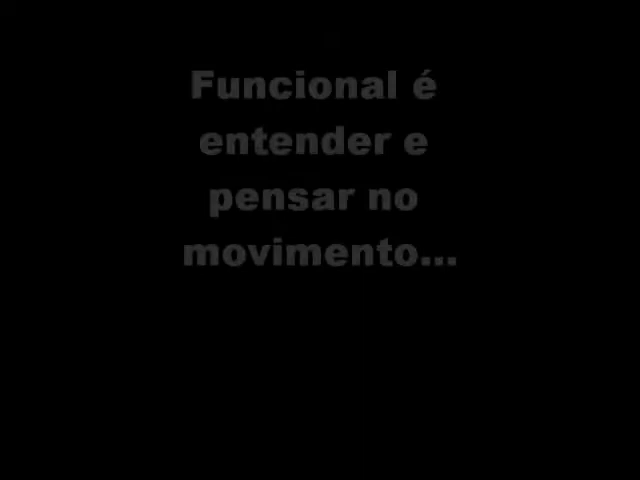 Funcional é
entender e
pensar no
movimento...